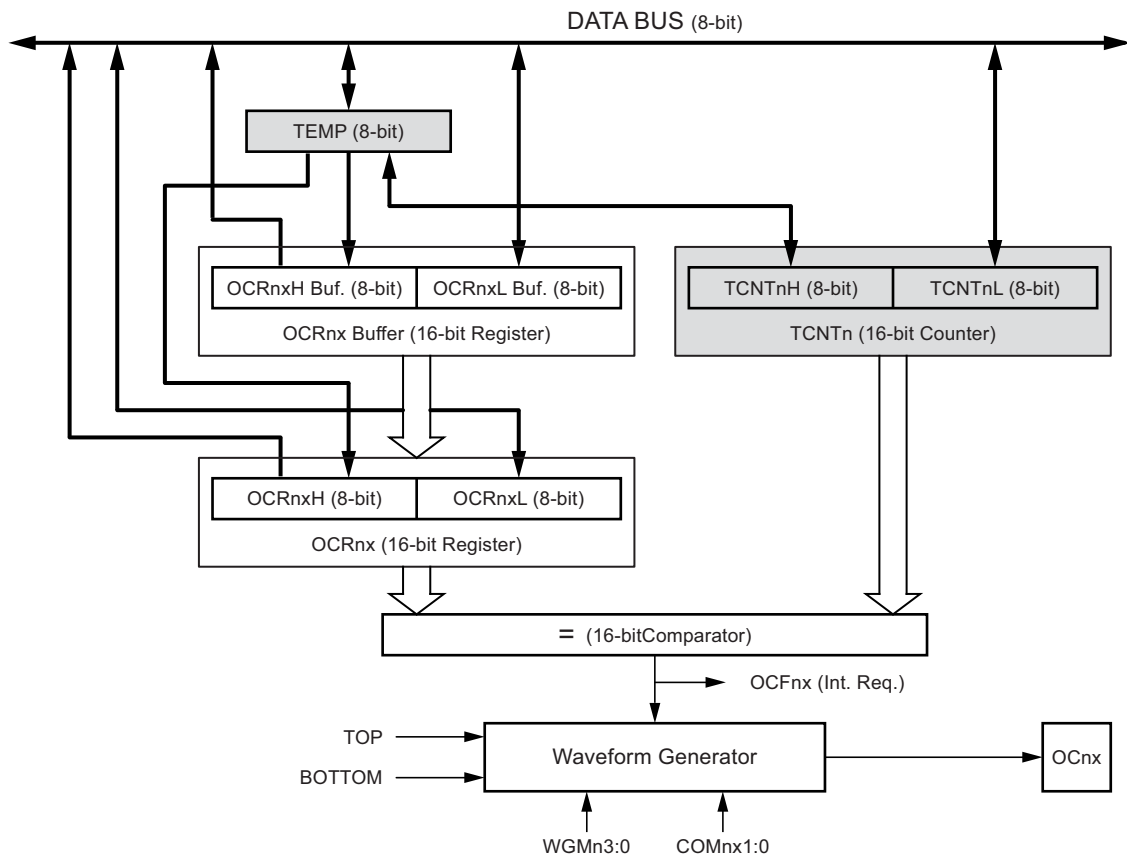 DATA BUS (8-bit)
TEMP (8-bit)
OCRnxH Buf. (8-bit)
OCRnxL Buf. (8-bit)
OCRnx Buffer (16-bit Register)
TCNTnH (8-bit)
TCNTnL (8-bit)
TCNTn (16-bit Counter)
OCRnxH (8-bit)
OCRnxL (8-bit)
OCRnx (16-bit Register)
= (16-bitComparator)
OCFnx (Int. Req.)
TOP
BOTTOM
Waveform Generator
OCnx
WGMn3:0
COMnx1:0